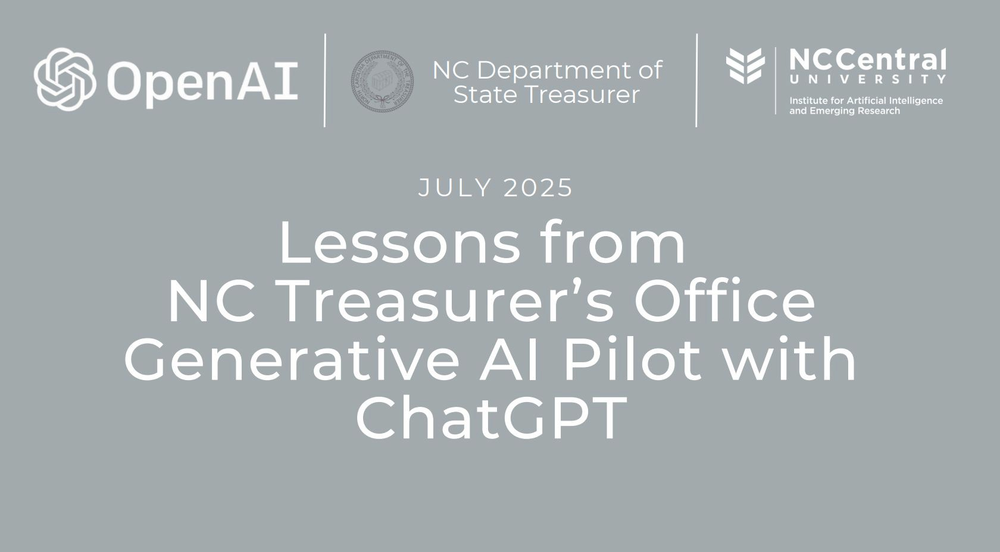 OpenAI
NORTH CAROLINA DEPARTMENT OF THE TREASURER
NC Department of
State Treasurer
NCCentral
UNIVERSITY
Institute for Artificial Intelligence
and Emerging Research
JULY 2025
Lessons from
NC Treasurer’s Office
Generative AI Pilot with
ChatGPT